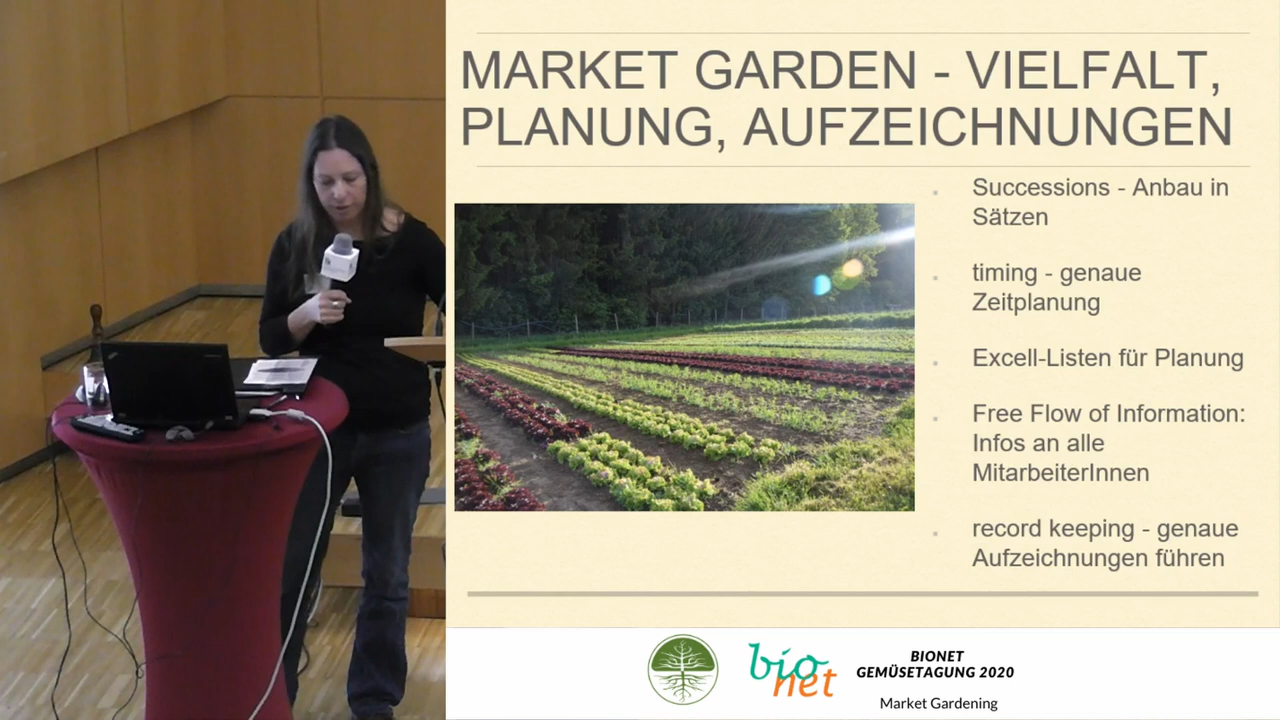 MARKET GARDEN - VIELFALT,
PLANUNG, AUFZEICHNUNGEN
Successions - Anbau in
Sätzen
timing - genaue
Zeitplanung
Excell-Listen für Planung
Free Flow of Information:
Infos an alle
MitarbeiterInnen
record keeping - genaue
Aufzeichnungen führen
bio
net
BIONET
GEMÜSETAGUNG 2020
Market Gardening